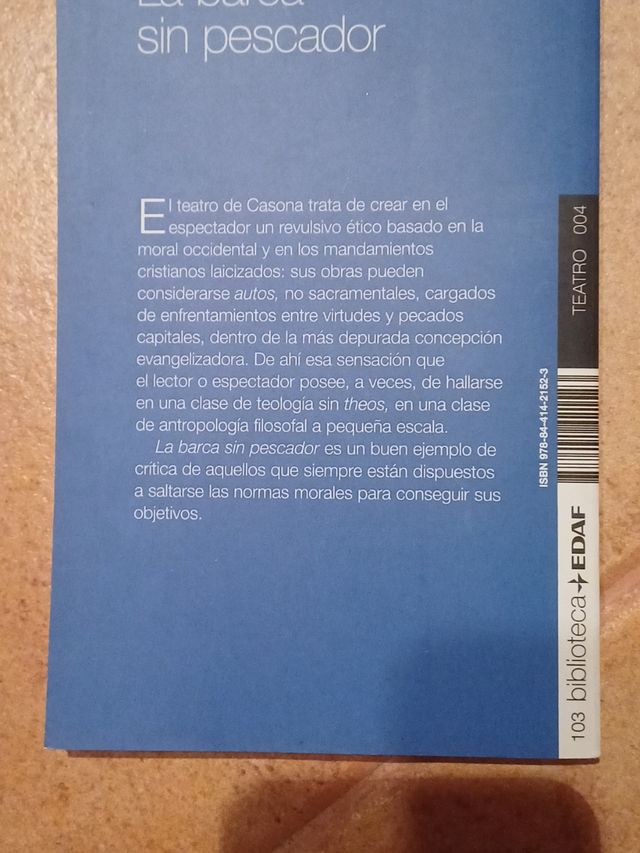 La barca
sin pescador
El teatro de Casona trata de crear en el
espectador un revulsivo ético basado en la
moral occidental y en los mandamientos
cristianos laicizados: sus obras pueden
considerarse autos, no sacramentales, cargados
de enfrentamientos entre virtudes y pecados
capitales, dentro de la más depurada concepción
evangelizadora. De ahí esa sensación que
el lector o espectador posee, a veces, de hallarse
en una clase de teología sin theos, en una clase
de antropología filosofal a pequeña escala.
La barca sin pescador es un buen ejemplo de
crítica de aquellos que siempre están dispuestos
a saltarse las normas morales para conseguir sus
objetivos.
TEATRO 004
ISBN 978-84-414-2152-3
103 biblioteca EDAF